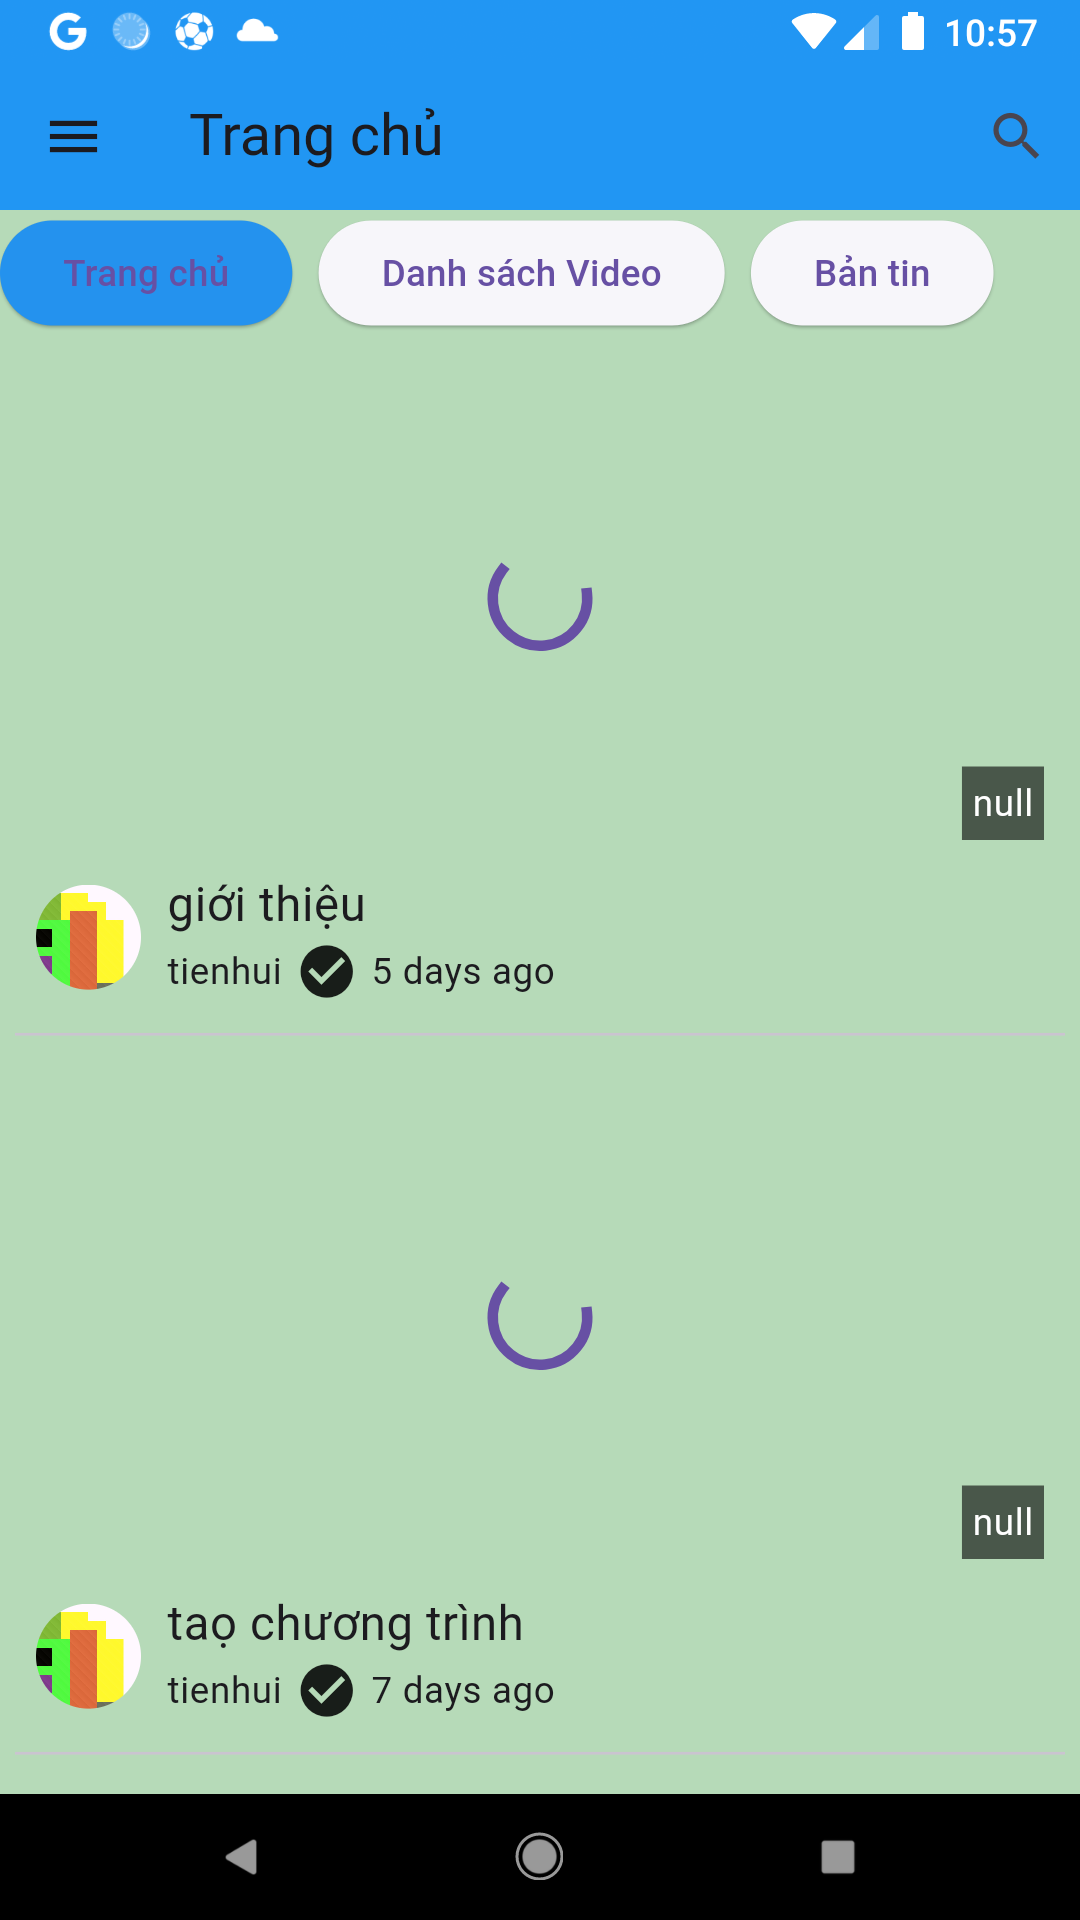 10:57
Trang chủ
Trang chủ
Danh sách Video
Bản tin
null
giới thiệu
tienhui 5 days ago
null
taọ chương trình
tienhui 7 days ago